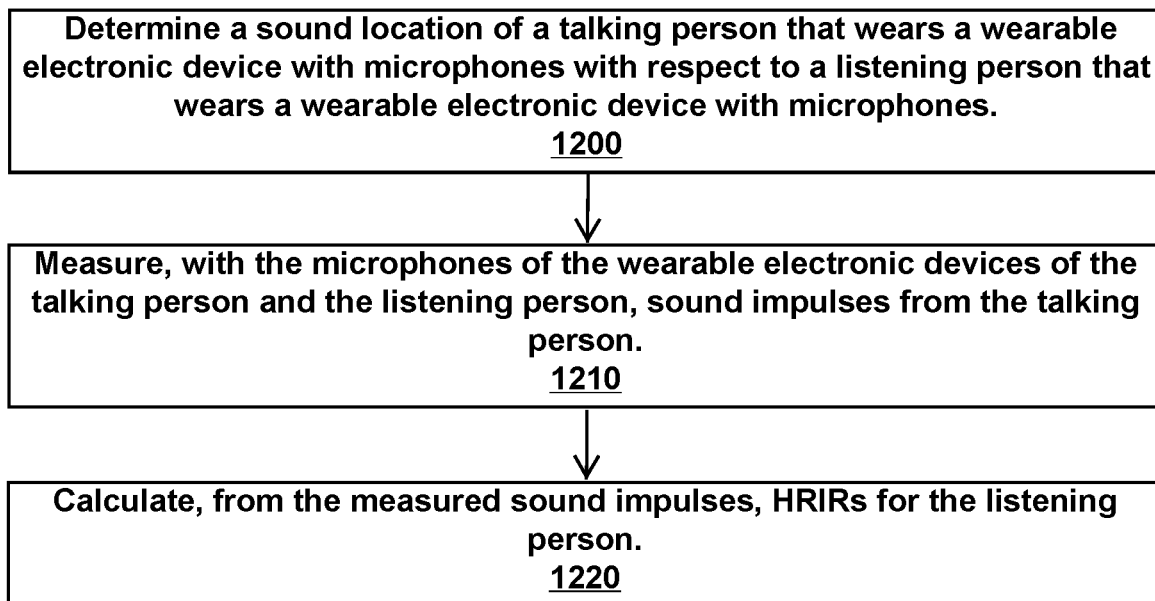 Determine a sound location of a talking person that wears a wearable
electronic device with microphones with respect to a listening person that
wears a wearable electronic device with microphones.
1200
Measure, with the microphones of the wearable electronic devices of the
talking person and the listening person, sound impulses from the talking
person.
1210
Calculate, from the measured sound impulses, HRIRs for the listening
person.
1220